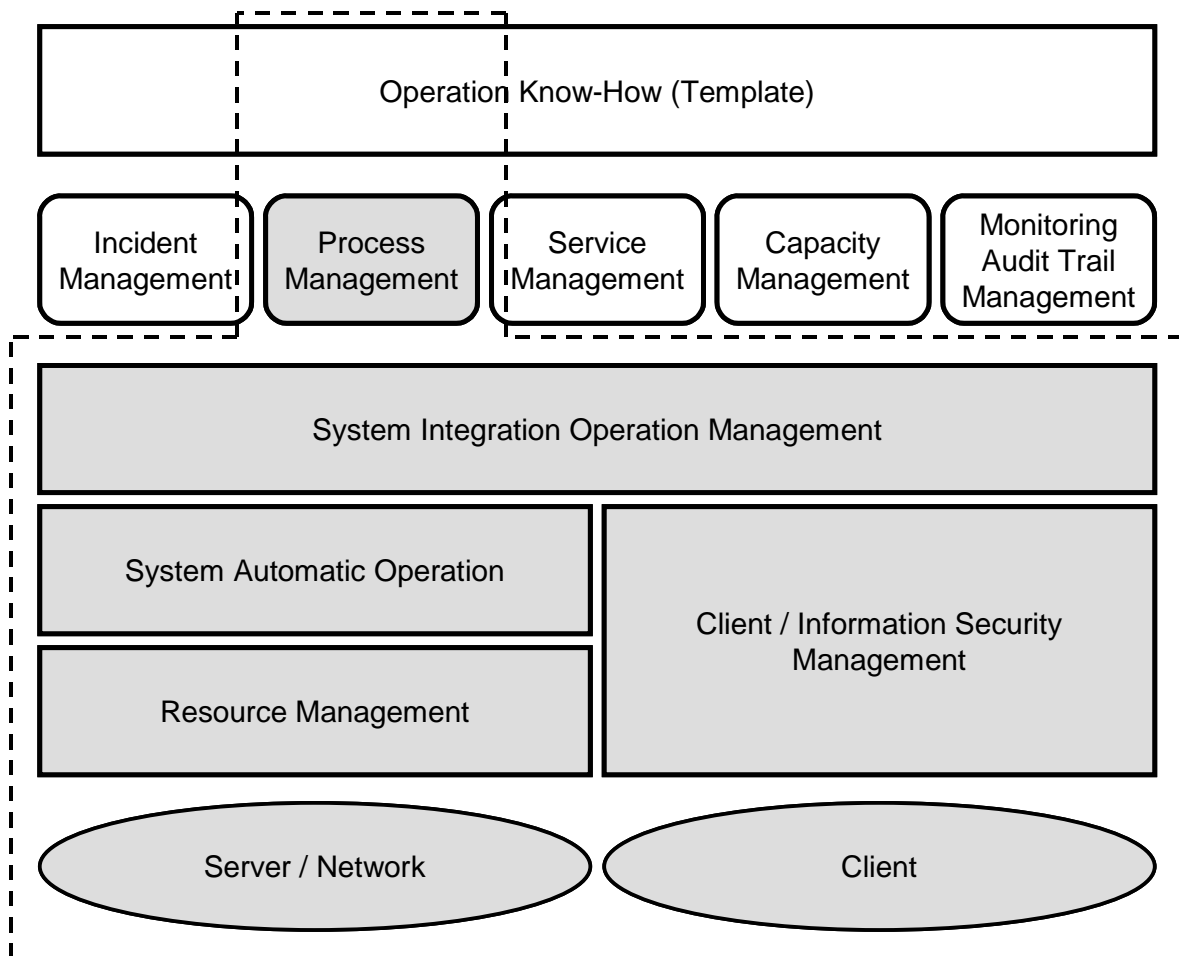 Operation Know-How (Template)
Incident
Management
Process
Management
Service
Management
Capacity
Management
Monitoring
Audit Trail
Management
System Integration Operation Management
System Automatic Operation
Client / Information Security
Management
Resource Management
Server / Network
Client